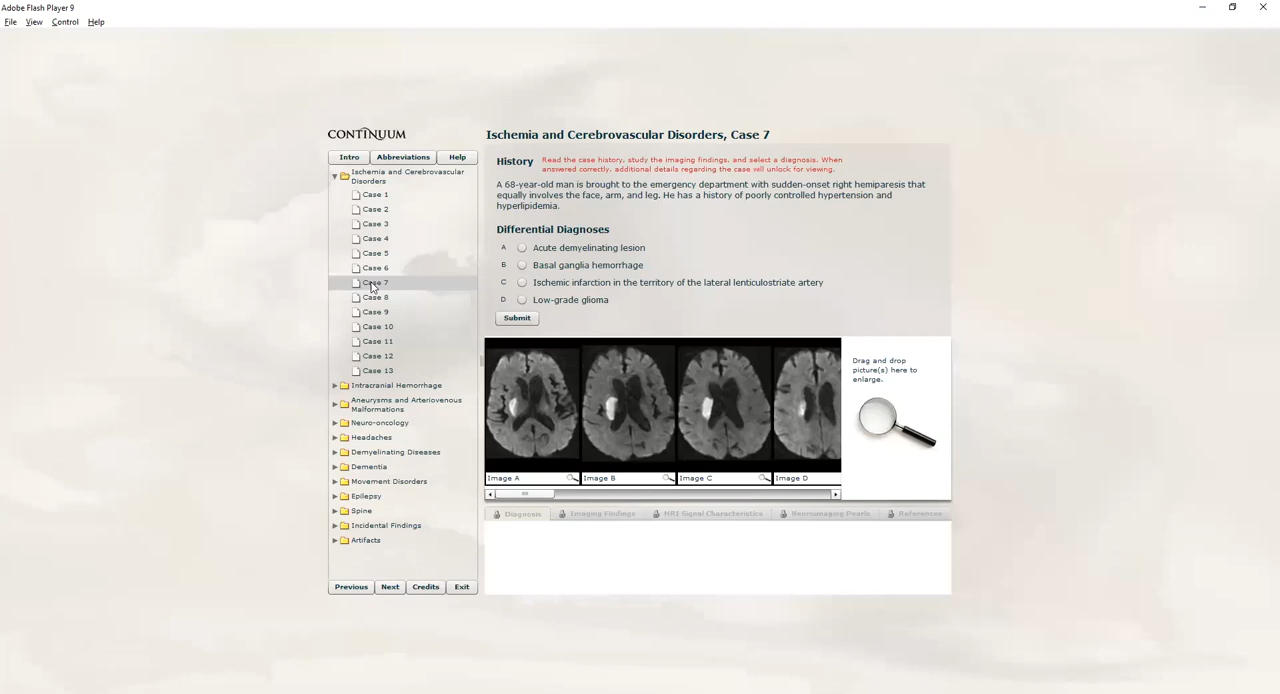 Adobe Flash Player 9
File View Control Help
CONTINUUM
Intro Abbreviations Help
Ischemia and Cerebrovascular
Disorders
Case 1
Case 2
Case 3
Case 4
Case 5
Case 6
Case 7
Case 8
Case 9
Case 10
Case 11
Case 12
Case 13
Intracranial Hemorrhage
Aneurysms and Arteriovenous
Malformations
Neuro-oncology
Headaches
Demyelinating Diseases
Dementia
Movement Disorders
Epilepsy
Spine
Incidental Findings
Artifacts
Previous Next Credits Exit
Ischemia and Cerebrovascular Disorders, Case 7
History
Read the case history, study the imaging findings, and select a diagnosis. When
answered correctly, additional details regarding the case will unlock for viewing.
A 68-year-old man is brought to the emergency department with sudden-onset right hemiparesis that
equally involves the face, arm, and leg. He has a history of poorly controlled hypertension and
hyperlipidemia.
Differential Diagnoses
A Acute demyelinating lesion
B Basal ganglia hemorrhage
C Ischemic infarction in the territory of the lateral lenticulostriate artery
D Low-grade glioma
Submit
Image A Image B Image C Image D
Drag and drop
picture(s) here to
enlarge.
Diagnosis Imaging Findings MRI Signal Characteristics Neuroimaging Pearls References